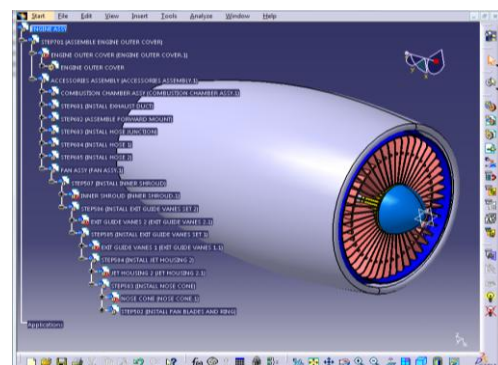 Start File Edit View Insert Tools Analyze Window Help
ENGINE ASSY
STEP701 (ASSEMBLE ENGINE OUTER COVER)
ENGINE OUTER COVER (ENGINE OUTER COVER.1)
ENGINE OUTER COVER
ACCESSORIES ASSEMBLY (ACCESSORIES ASSEMBLY.1)
COMBUSTION CHAMBER ASSY (COMBUSTION CHAMBER ASSY.1)
STEP601 (INSTALL EXHAUST DUCT)
STEP602 (ASSEMBLE FORWARD MOUNT)
STEP603 (INSTALL HOSE JUNCTION)
STEP604 (INSTALL HOSE 1)
STEP605 (INSTALL HOSE 2)
FAN ASSY (FAN ASSY.1)
STEP507 (INSTALL INNER SHROUD)
INNER SHROUD (INNER SHROUD.1)
STEP506 (INSTALL EXIT GUIDE VANES SET 2)
EXIT GUIDE VANES 2 (EXIT GUIDE VANES 2.1)
STEP505 (INSTALL EXIT GUIDE VANES SET 1)
EXIT GUIDE VANES 1 (EXIT GUIDE VANES 1.1)
STEP504 (INSTALL JET HOUSING 2)
JET HOUSING 2 (JET HOUSING 2.1)
STEP503 (INSTALL NOSE CONE)
NOSE CONE (NOSE CONE.1)
STEP502 (INSTALL FAN BLADES AND RING)
Applications